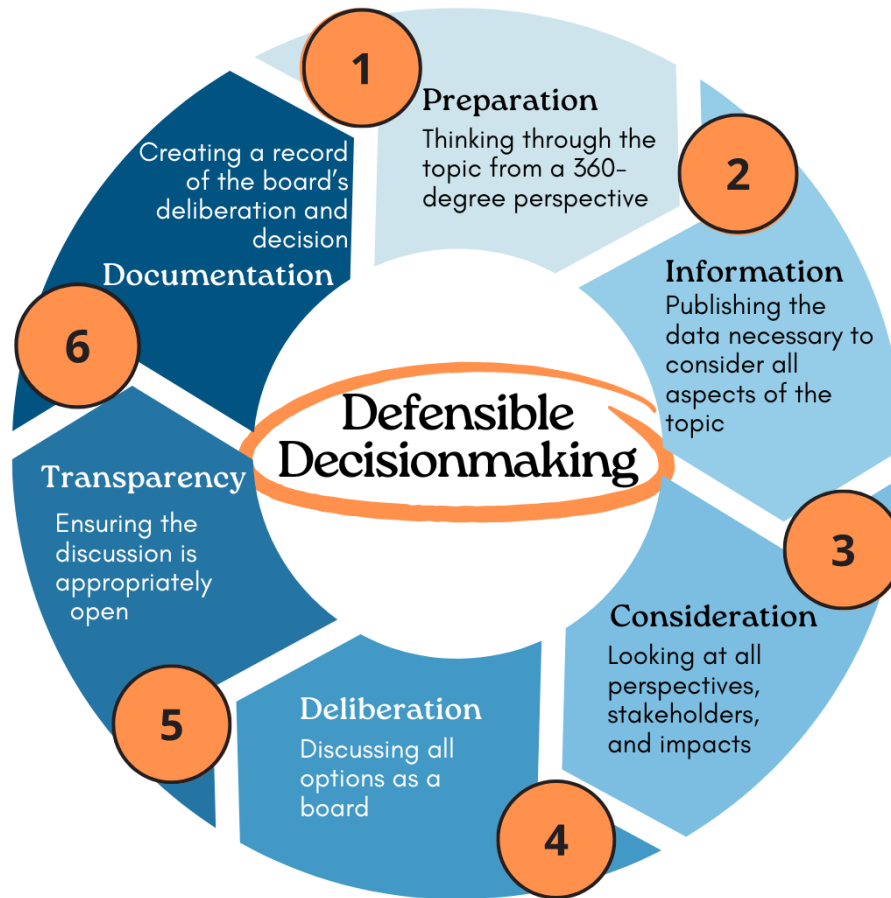 Defensible
Decisionmaking
1
Preparation
Thinking through the
topic from a 360-
degree perspective
2
Information
Publishing the
data necessary to
consider all
aspects of the
topic
3
Consideration
Looking at all
perspectives,
stakeholders,
and impacts
4
Deliberation
Discussing all
options as a
board
5
Transparency
Ensuring the
discussion is
appropriately
open
6
Creating a record
of the board's
deliberation and
decision
Documentation